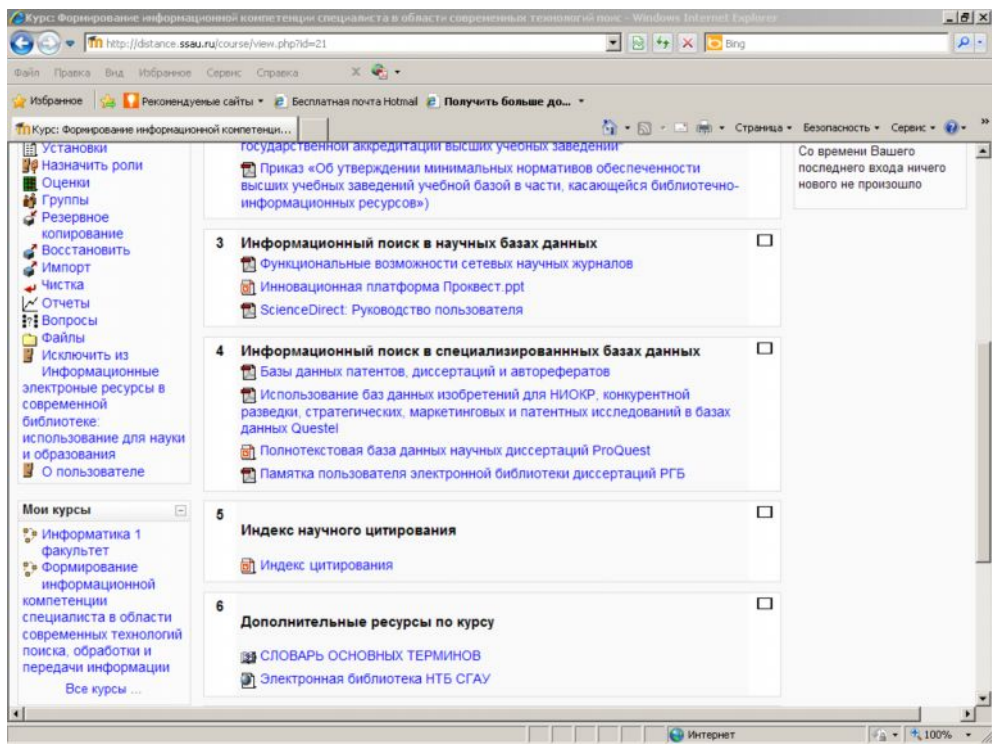 Курс: Формирование информационной компетенции специалиста в области современных технологий поис - Windows Internet Explorer
http://distance.ssau.ru/course/view.php?id=21
Bing
Файл Правка Вид Избранное Сервис Справка
Избранное Рекомендуемые сайты Бесплатная почта Hotmail Получить больше до...
Курс: Формирование информационной компетенци...
Страница Безопасность Сервис
Установки
Назначить роли
Оценки
Группы
Резервное
копирование
Восстановить
Импорт
Чистка
Отчеты
Вопросы
Файлы
Исключить из
Информационные
электроные ресурсы в
современной
библиотеке:
использование для науки
и образования
О пользователе
Мои курсы
Информатика 1
факультет
Формирование
информационной
компетенции
специалиста в области
современных технологий
поиска, обработки и
передачи информации
Все курсы ...
государственной аккредитации высших учебных заведений"
Приказ «Об утверждении минимальных нормативов обеспеченности
высших учебных заведений учебной базой в части, касающейся библиотечно-
информационных ресурсов»)
3 Информационный поиск в научных базах данных
Функциональные возможности сетевых научных журналов
Инновационная платформа Проквест.ppt
ScienceDirect: Руководство пользователя
4 Информационный поиск в специализированнных базах данных
Базы данных патентов, диссертаций и авторефератов
Использование баз данных изобретений для НИОКР, конкурентной
разведки, стратегических, маркетинговых и патентных исследований в базах
данных Questel
Полнотекстовая база данных научных диссертаций ProQuest
Памятка пользователя электронной библиотеки диссертаций РГБ
5
Индекс научного цитирования
Индекс цитирования
6
Дополнительные ресурсы по курсу
СЛОВАРЬ ОСНОВНЫХ ТЕРМИНОВ
Электронная библиотека НТБ СГАУ
Со времени Вашего
последнего входа ничего
нового не произошло
Интернет
100%